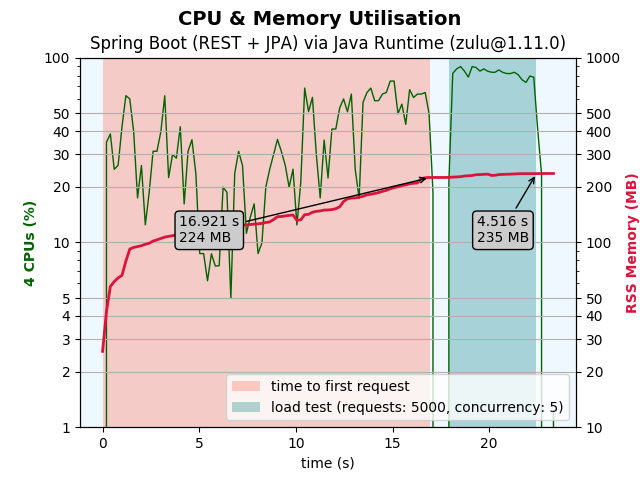 CPU & Memory Utilisation
Spring Boot (REST + JPA) via Java Runtime (zulu@1.11.0)
100
50
40
30
20
10
5
4
3
2
1
4 CPUs (%)
1000
500
400
300
200
100
50
40
30
20
10
RSS Memory (MB)
16.921 s
224 MB
4.516 s
235 MB
time to first request
load test (requests: 5000, concurrency: 5)
0 5 10 15 20
time (s)